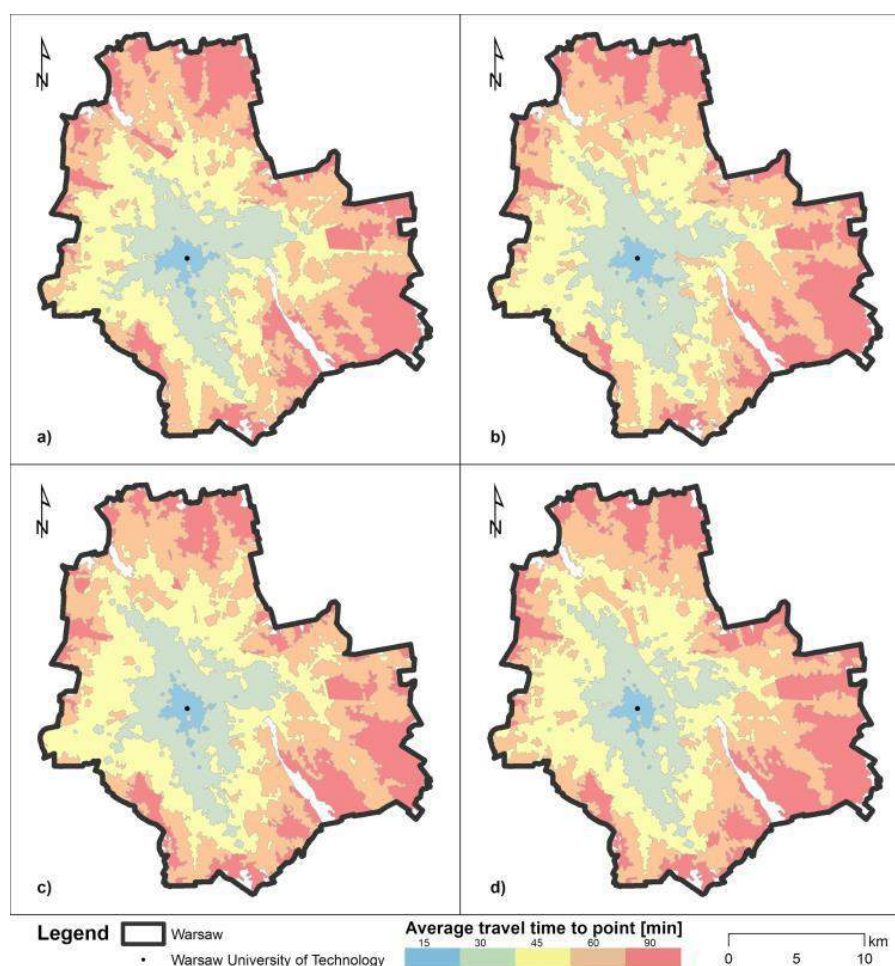 N
N
a)
b)
N
N
c)
d)
Legend
Warsaw
Warsaw University of Technology
Average travel time to point [min]
15 30 45 60 90
km
0 5 10